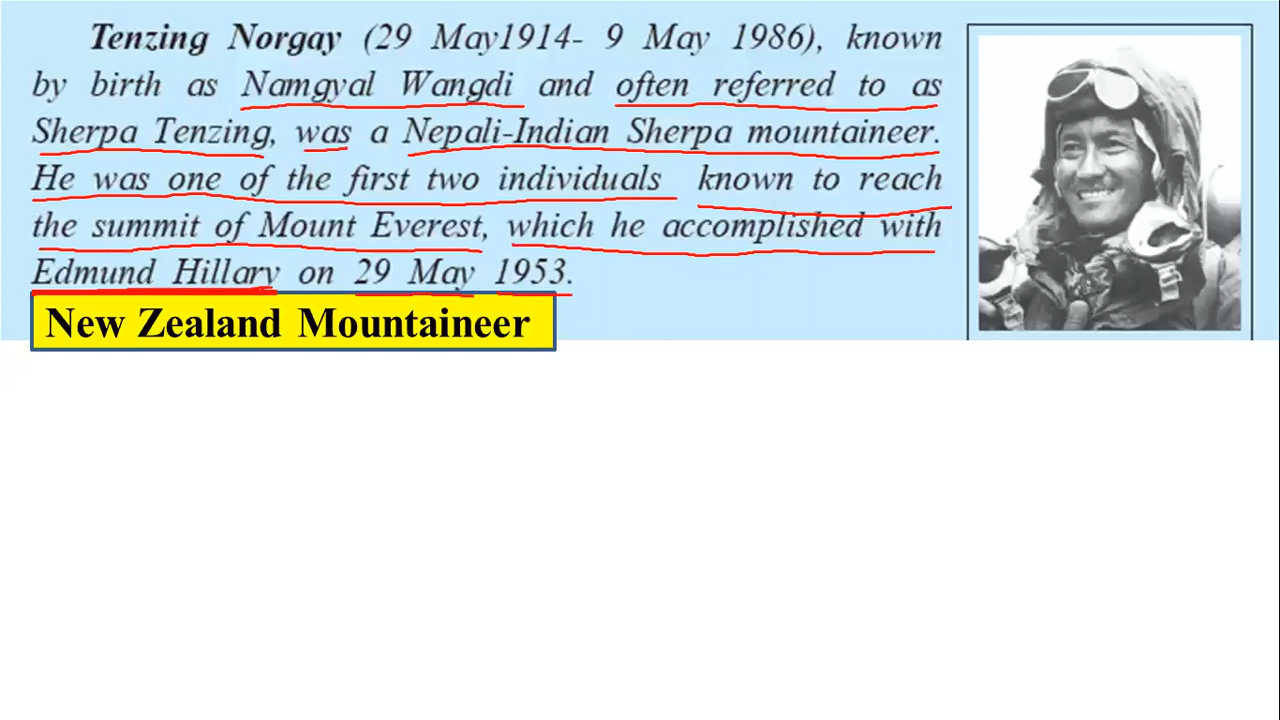 Tenzing Norgay (29 May1914- 9 May 1986), known
by birth as Namgyal Wangdi and often referred to as
Sherpa Tenzing, was a Nepali-Indian Sherpa mountaineer.
He was one of the first two individuals known to reach
the summit of Mount Everest, which he accomplished with
Edmund Hillary on 29 May 1953.
New Zealand Mountaineer